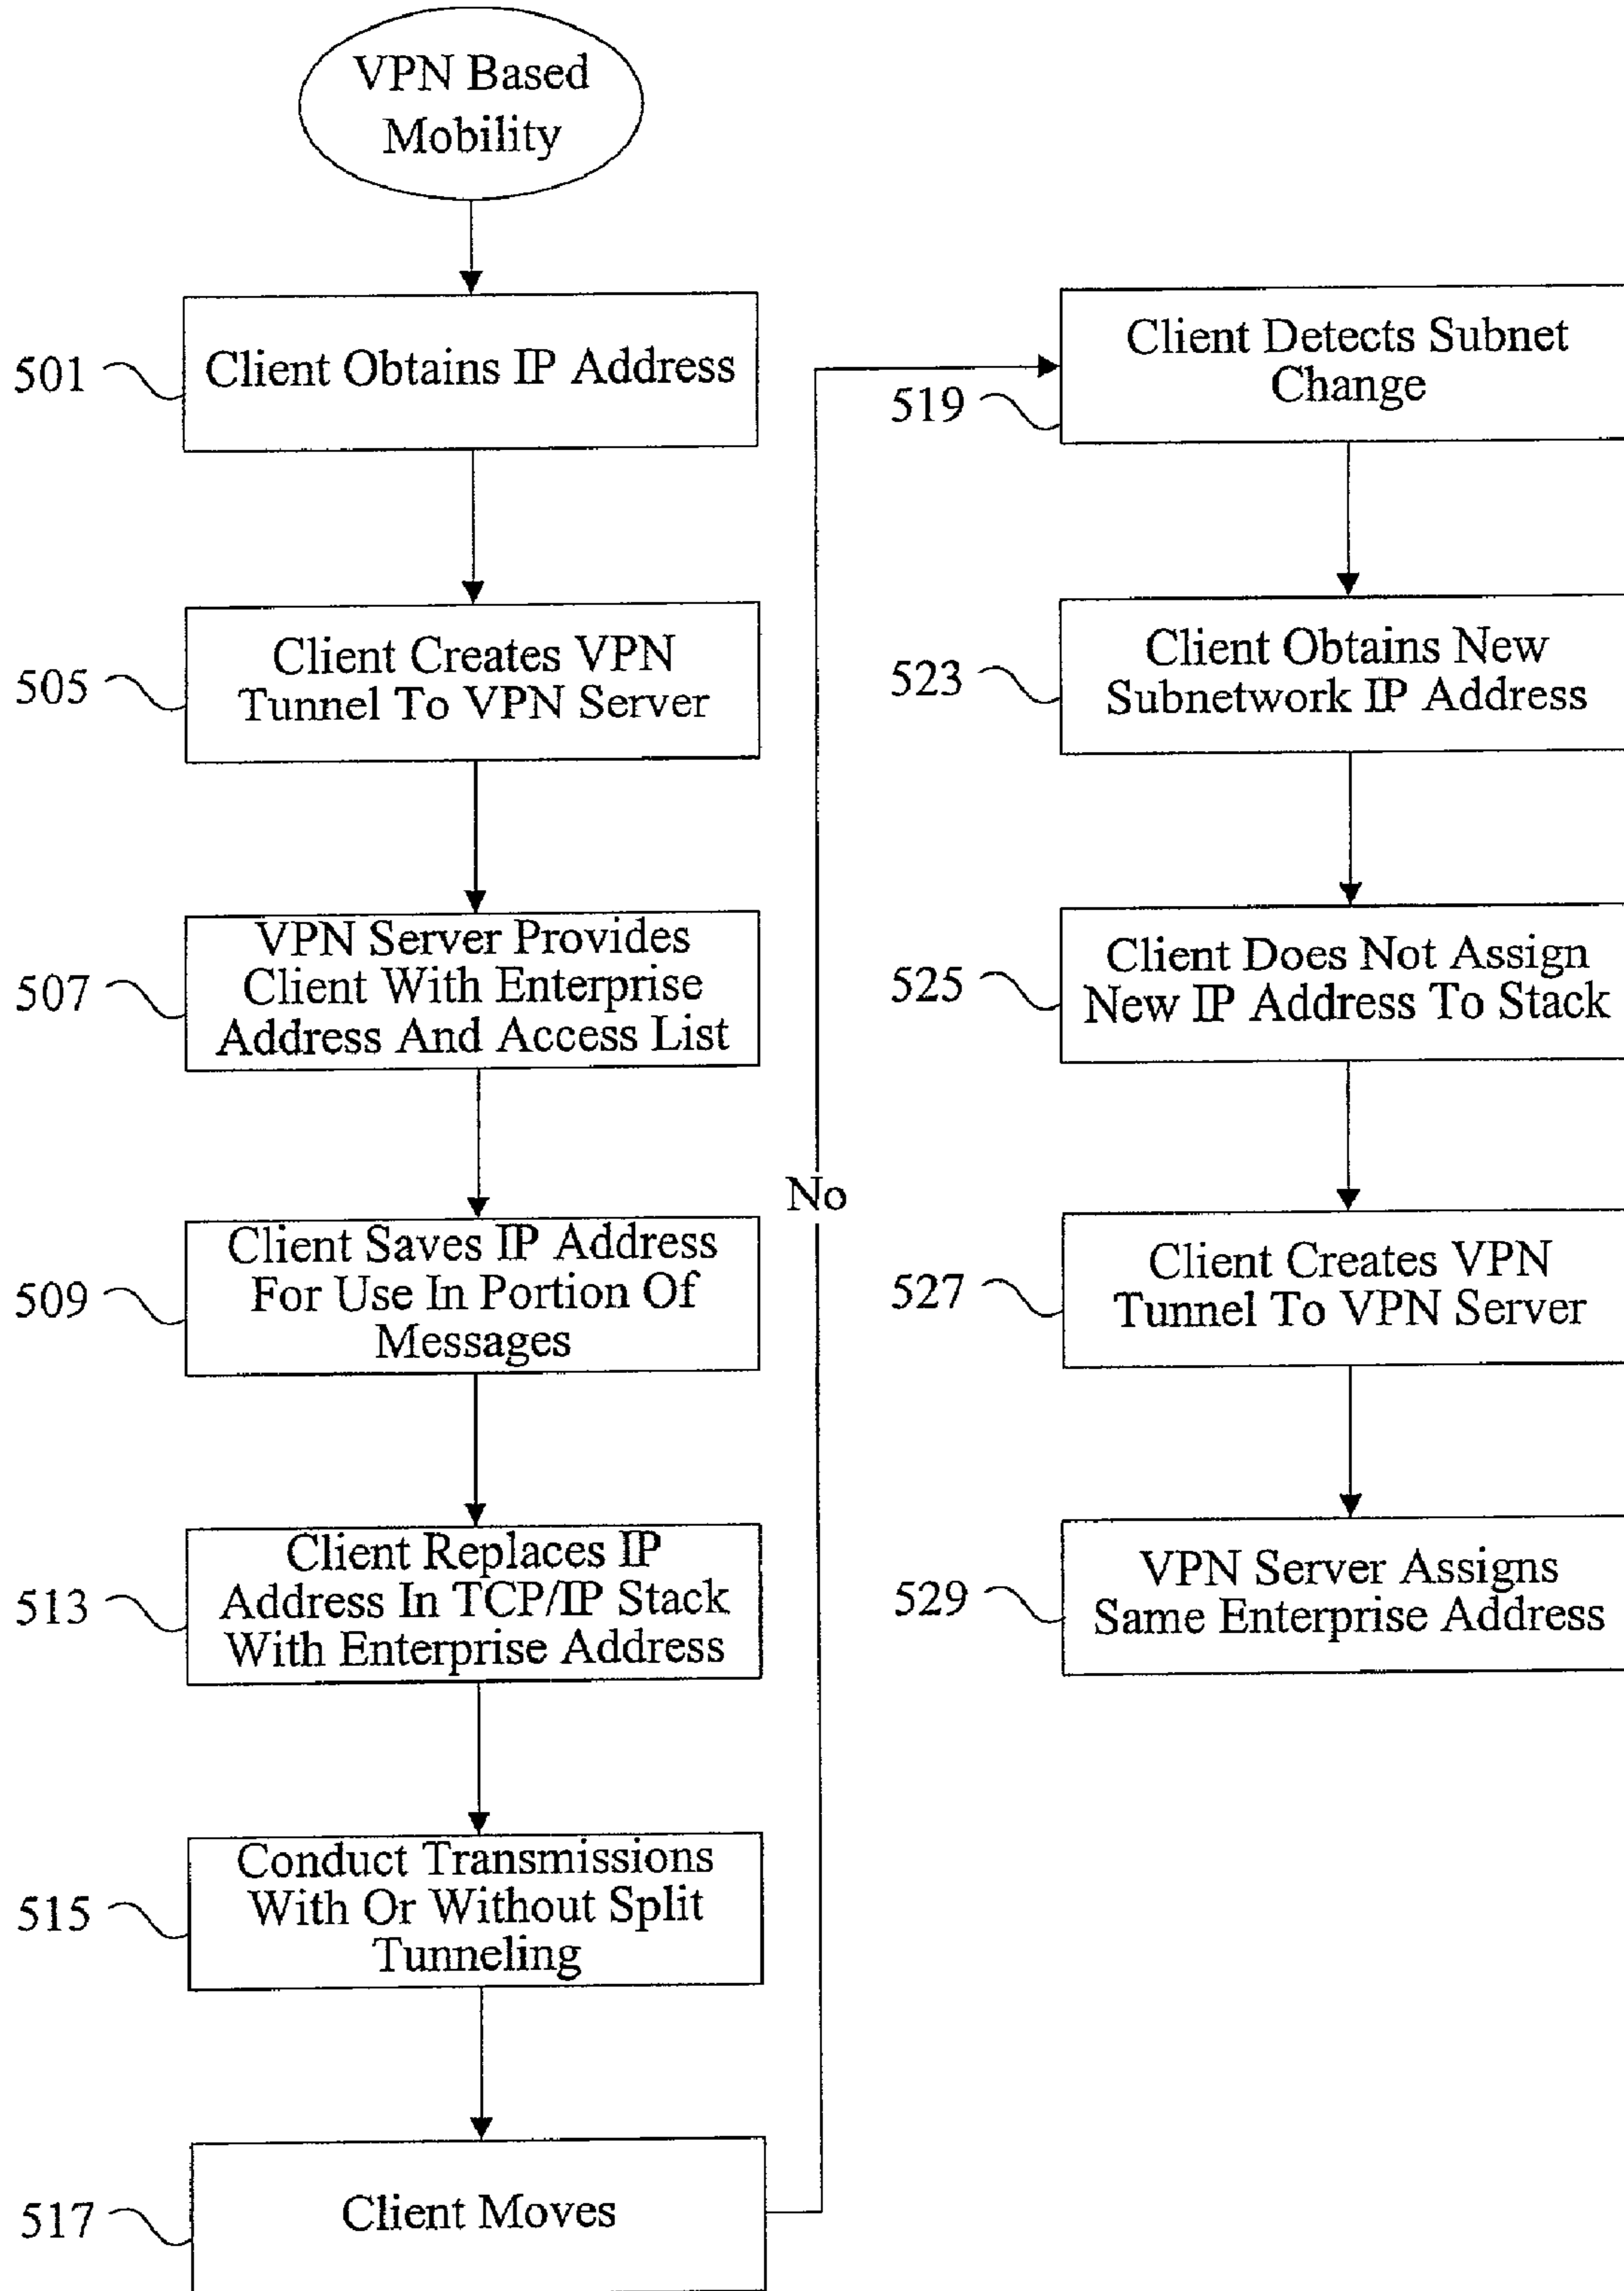 VPN Based
Mobility
501
Client Obtains IP Address
505
Client Creates VPN
Tunnel To VPN Server
507
VPN Server Provides
Client With Enterprise
Address And Access List
509
Client Saves IP Address
For Use In Portion Of
Messages
513
Client Replaces IP
Address In TCP/IP Stack
With Enterprise Address
515
Conduct Transmissions
With Or Without Split
Tunneling
517
Client Moves
No
519
Client Detects Subnet
Change
523
Client Obtains New
Subnetwork IP Address
525
Client Does Not Assign
New IP Address To Stack
527
Client Creates VPN
Tunnel To VPN Server
529
VPN Server Assigns
Same Enterprise Address